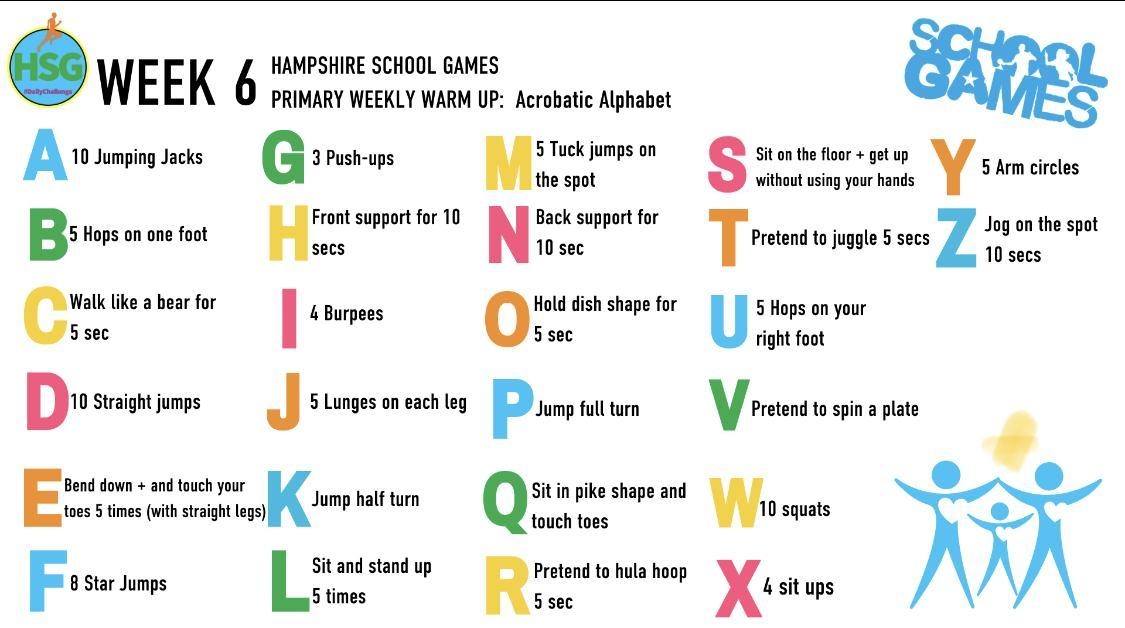 HSG
#DailyChallenge
WEEK 6
HAMPSHIRE SCHOOL GAMES
PRIMARY WEEKLY WARM UP: Acrobatic Alphabet
SCHOOL
GAMES
A 10 Jumping Jacks
B 5 Hops on one foot
C Walk like a bear for
5 sec
D 10 Straight jumps
E Bend down + and touch your
toes 5 times (with straight legs)
F 8 Star Jumps
G 3 Push-ups
H Front support for 10
secs
I 4 Burpees
J 5 Lunges on each leg
K Jump half turn
L Sit and stand up
5 times
M 5 Tuck jumps on
the spot
N Back support for
10 sec
O Hold dish shape for
5 sec
P Jump full turn
Q Sit in pike shape and
touch toes
R Pretend to hula hoop
5 sec
S Sit on the floor + get up
without using your hands
T Pretend to juggle 5 secs
U 5 Hops on your
right foot
V Pretend to spin a plate
W 10 squats
X 4 sit ups
Y 5 Arm circles
Z Jog on the spot
10 secs